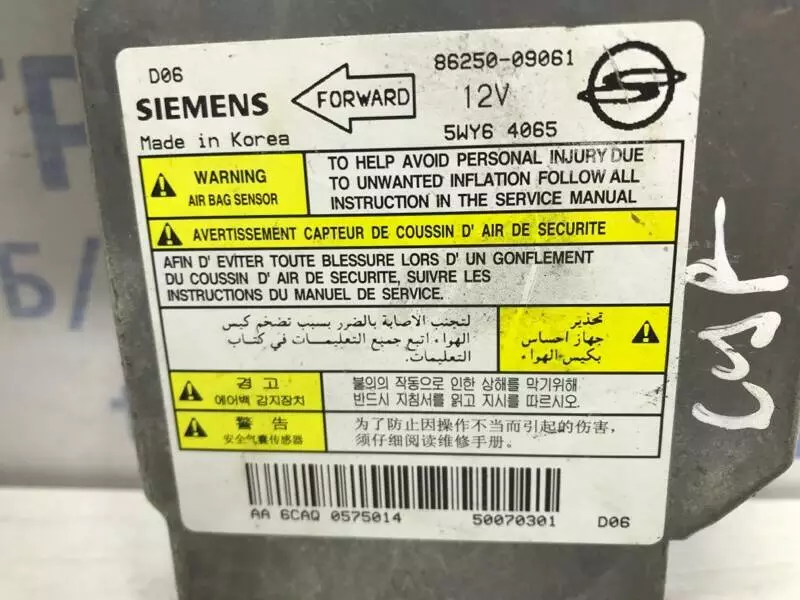 D06
86250-09061
SIEMENS
FORWARD
12V
Made in Korea
5WY6 4065
WARNING
AIR BAG SENSOR
TO HELP AVOID PERSONAL INJURY DUE
TO UNWANTED INFLATION FOLLOW ALL
INSTRUCTION IN THE SERVICE MANUAL
AVERTISSEMENT CAPTEUR DE COUSSIN D' AIR DE SECURITE
AFIN D' EVITER TOUTE BLESSURE LORS D' UN GONFLEMENT
DU COUSSIN D' AIR DE SECURITE, SUIVRE LES
INSTRUCTIONS DU MANUEL DE SERVICE.
تحذير
جهاز احساس
بكيس الهواء
لتجنب الاصابة بالضرر بسبب تضخم كيس
الهواء اتبع جميع التعليمات في كتاب
التعليمات.
경 고
에어백 감지장치
불의의 작동으로 인한 상해를 막기위해
반드시 지침서를 읽고 지시를 따르시오.
警 告
安全气囊传感器
为了防止因操作不当而引起的伤害,
须仔细阅读维修手册。
AA 6CAQ 0575014
50070301
D06